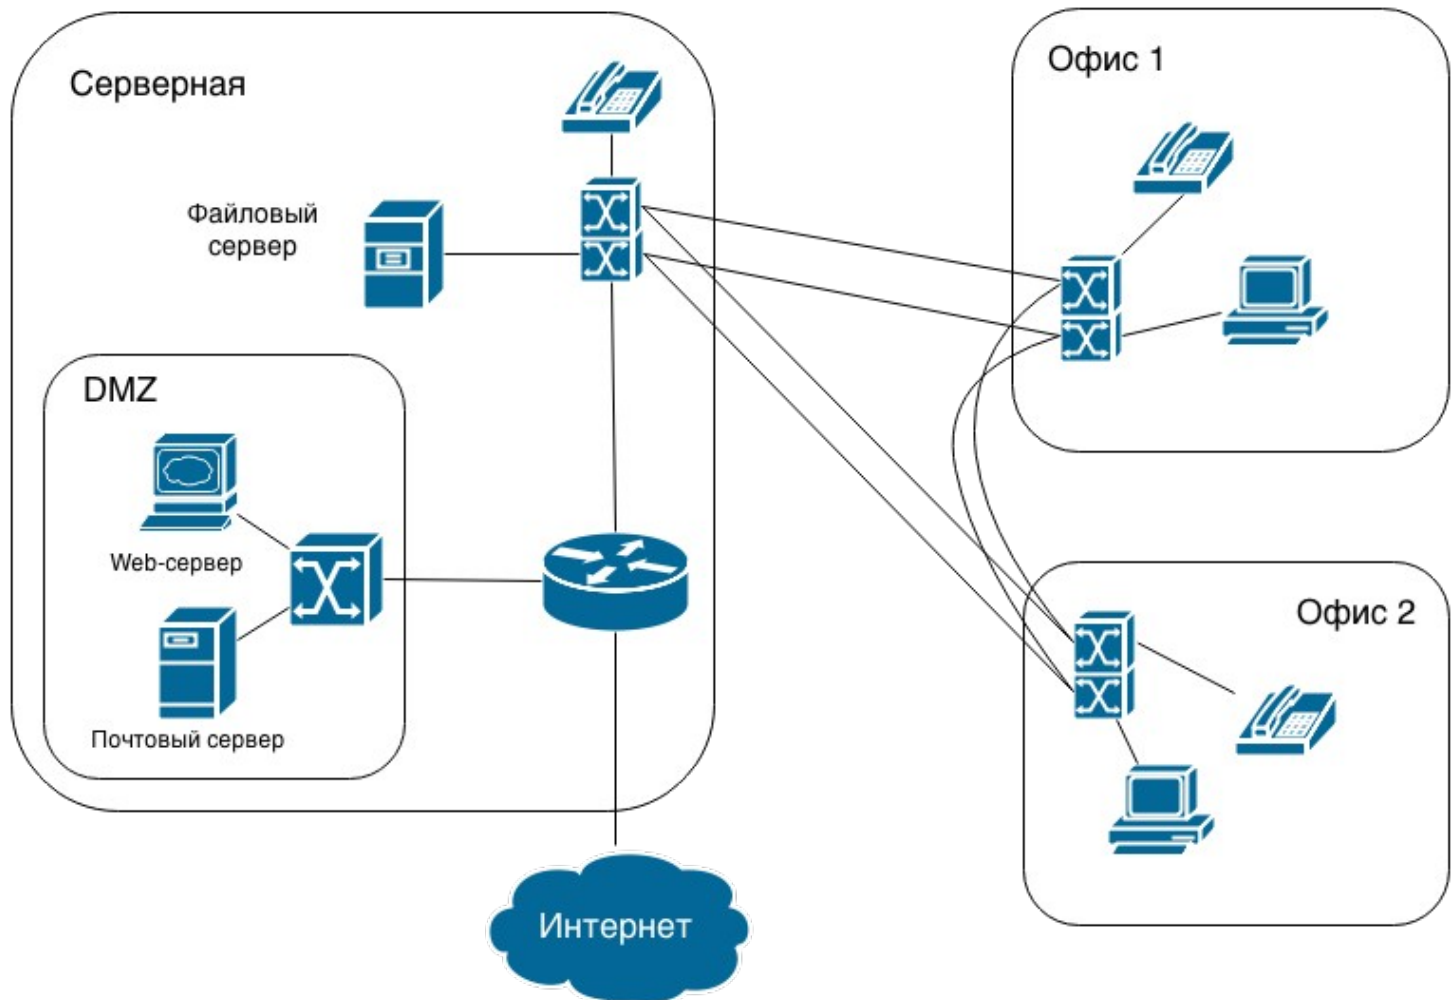 Серверная
Офис 1
Файловый
сервер
DMZ
Web-сервер
Почтовый сервер
Офис 2
Интернет